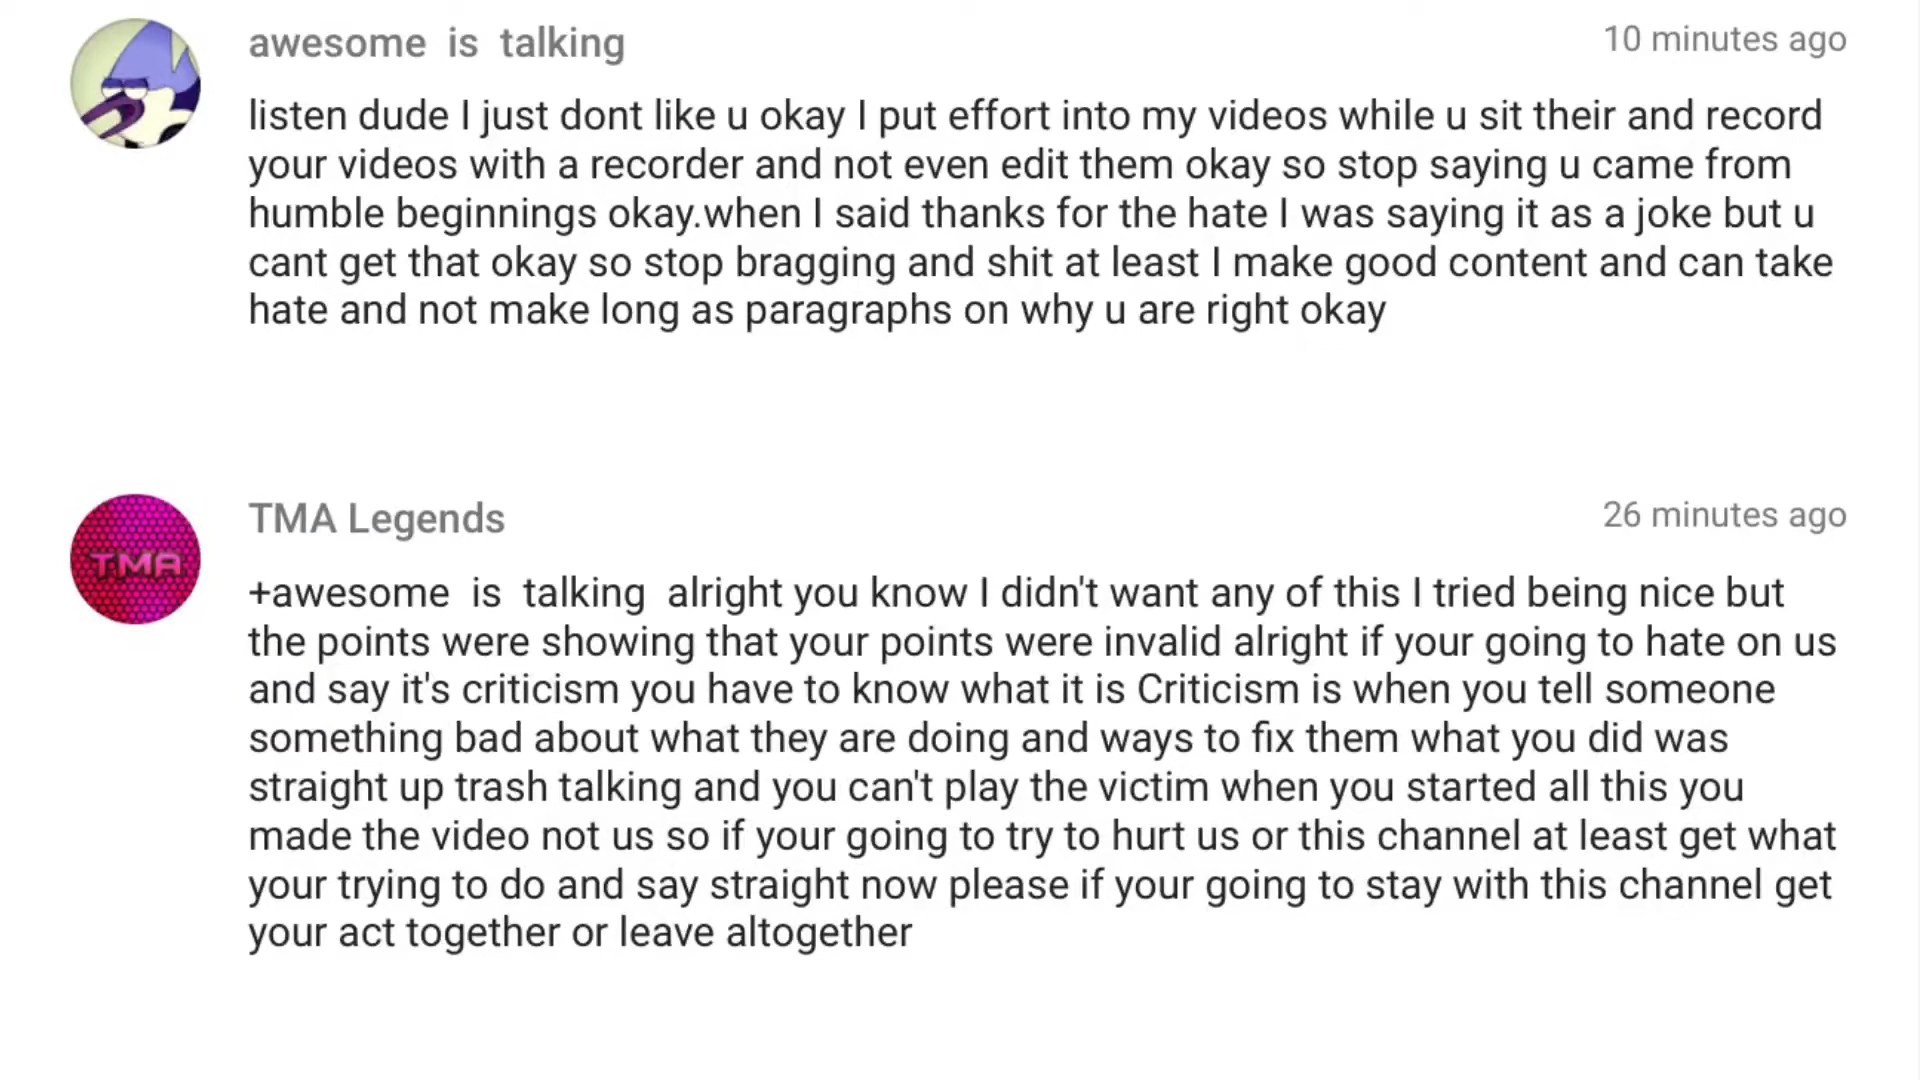 awesome is talking
10 minutes ago
listen dude I just dont like u okay I put effort into my videos while u sit their and record
your videos with a recorder and not even edit them okay so stop saying u came from
humble beginnings okay.when I said thanks for the hate I was saying it as a joke but u
cant get that okay so stop bragging and shit at least I make good content and can take
hate and not make long as paragraphs on why u are right okay
TMA
TMA Legends
26 minutes ago
+awesome is talking alright you know I didn't want any of this I tried being nice but
the points were showing that your points were invalid alright if your going to hate on us
and say it's criticism you have to know what it is Criticism is when you tell someone
something bad about what they are doing and ways to fix them what you did was
straight up trash talking and you can't play the victim when you started all this you
made the video not us so if your going to try to hurt us or this channel at least get what
your trying to do and say straight now please if your going to stay with this channel get
your act together or leave altogether